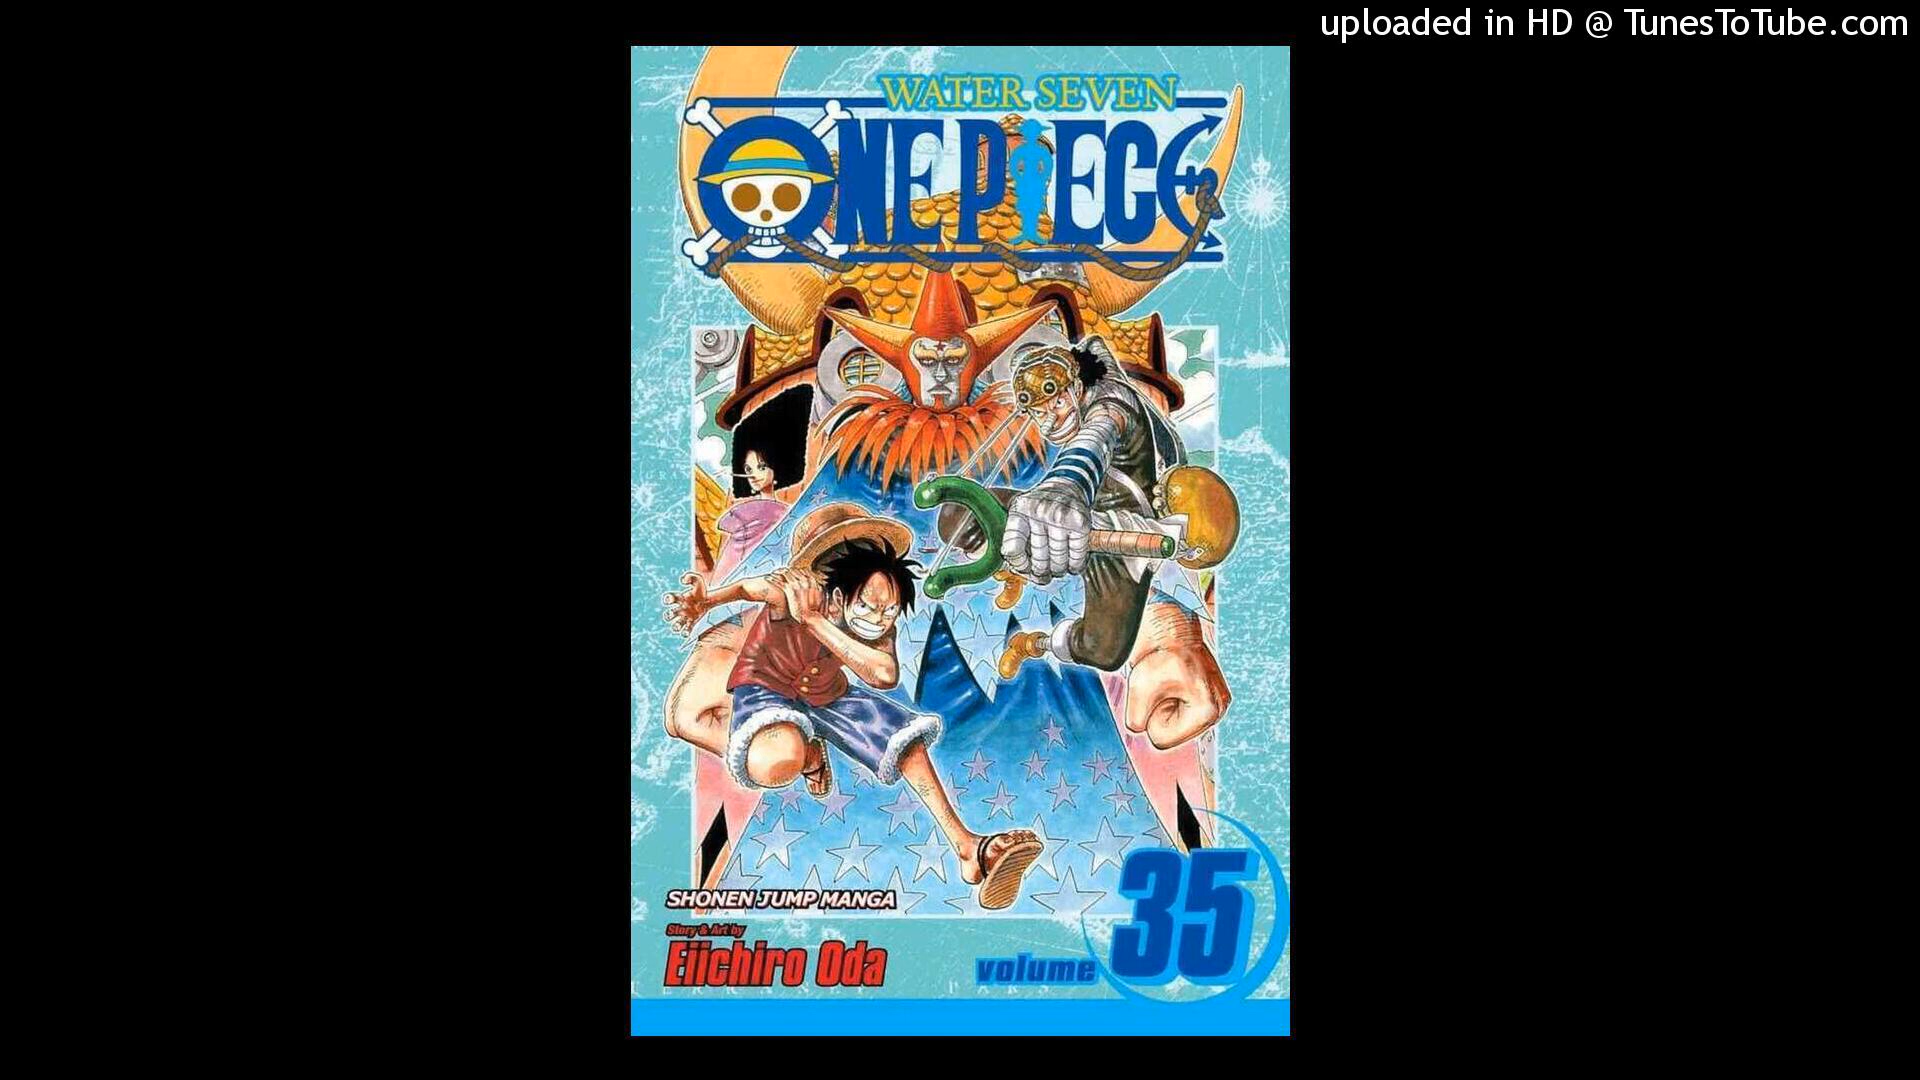 uploaded in HD @ TunesToTube.com
WATER SEVEN
ONE PIECE
SHONEN JUMP MANGA
Story & Art by
Eiichiro Oda
volume 35